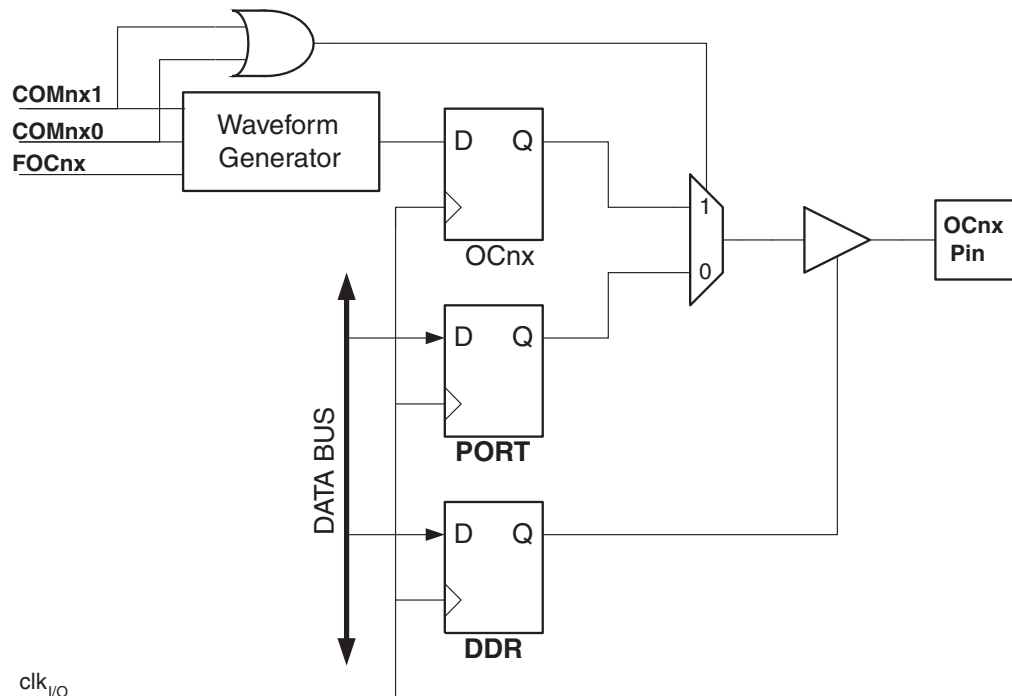 COMnx1
COMnx0
FOCnx
Waveform
Generator
D Q
OCnx
1
0
OCnx
Pin
D Q
PORT
DATA BUS
D Q
DDR
clkI/O